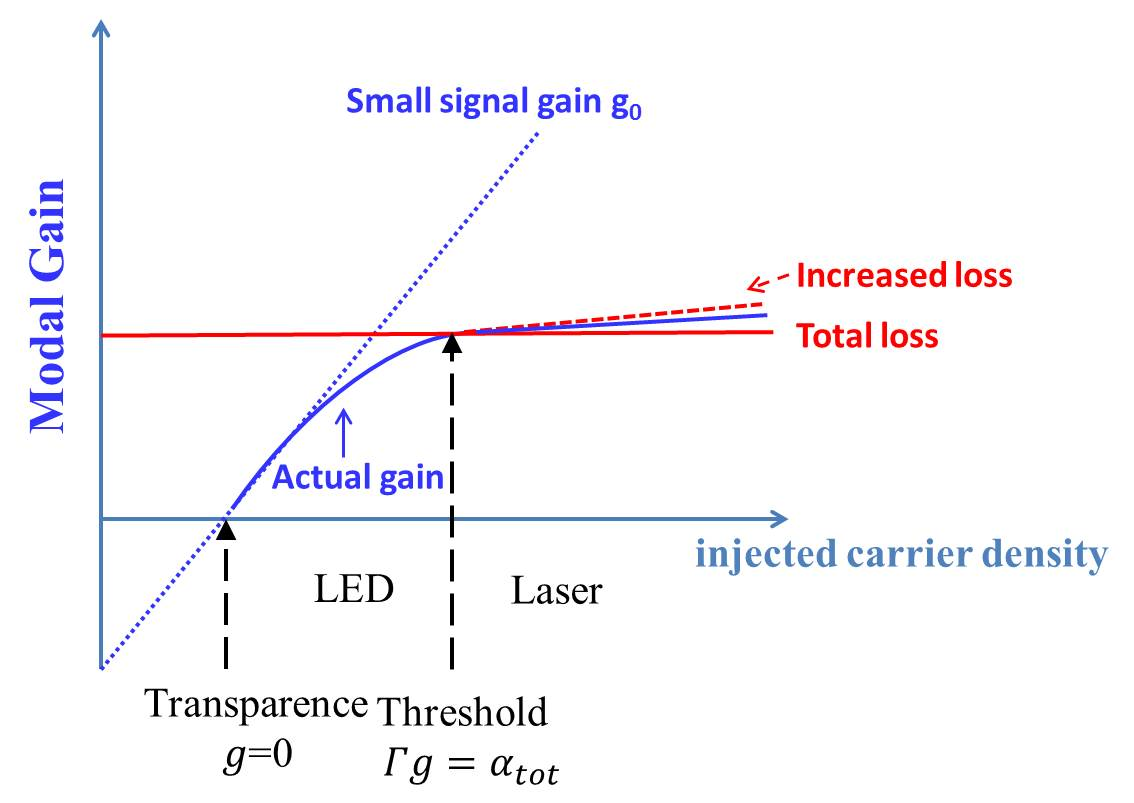 Small signal gain g₀
Modal Gain
Increased loss
Total loss
Actual gain
injected carrier density
LED
Laser
Transparence
g=0
Threshold
Γg = α_tot